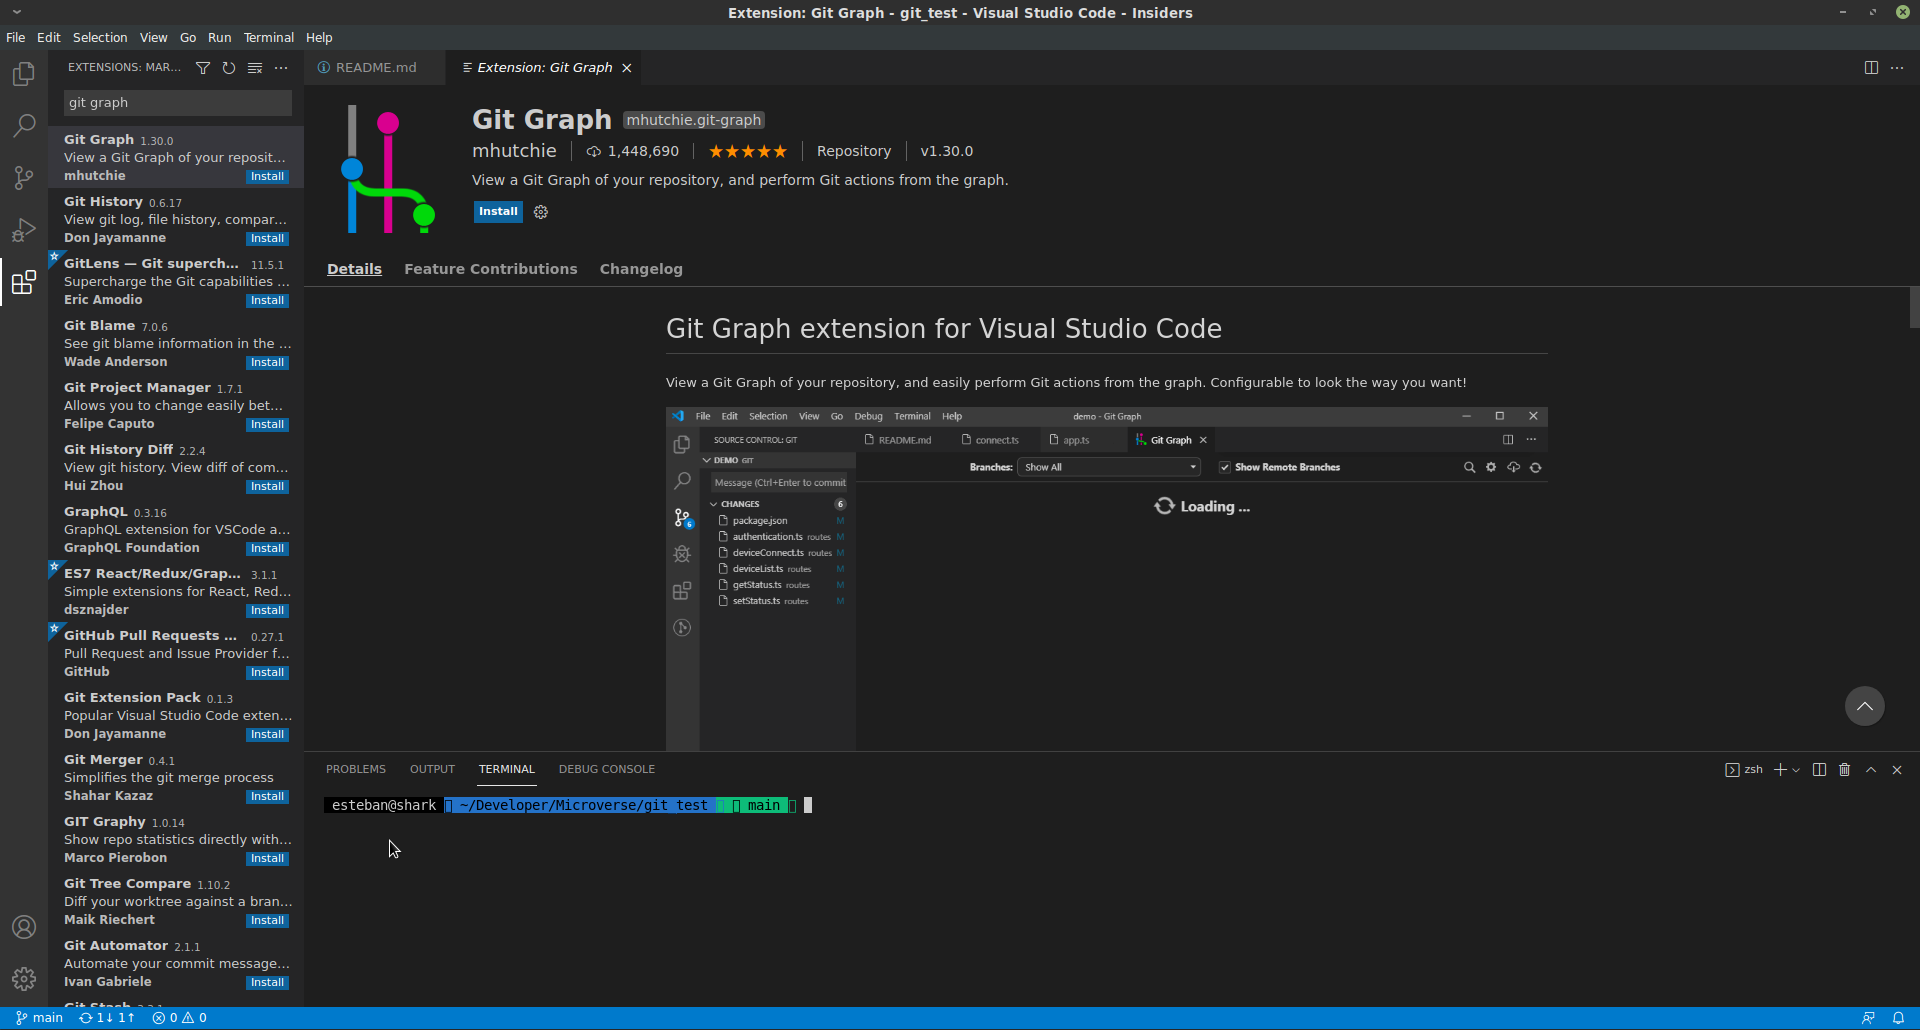 Extension: Git Graph - git_test - Visual Studio Code - Insiders
File Edit Selection View Go Run Terminal Help
EXTENSIONS: MAR...
git graph
Git Graph 1.30.0
View a Git Graph of your reposit...
mhutchie Install
Git History 0.6.17
View git log, file history, compar...
Don Jayamanne Install
GitLens — Git superch... 11.5.1
Supercharge the Git capabilities ...
Eric Amodio Install
Git Blame 7.0.6
See git blame information in the ...
Wade Anderson Install
Git Project Manager 1.7.1
Allows you to change easily bet...
Felipe Caputo Install
Git History Diff 2.2.4
View git history. View diff of com...
Hui Zhou Install
GraphQL 0.3.16
GraphQL extension for VSCode a...
GraphQL Foundation Install
ES7 React/Redux/Grap... 3.1.1
Simple extensions for React, Red...
dsznajder Install
GitHub Pull Requests ... 0.27.1
Pull Request and Issue Provider f...
GitHub Install
Git Extension Pack 0.1.3
Popular Visual Studio Code exten...
Don Jayamanne Install
Git Merger 0.4.1
Simplifies the git merge process
Shahar Kazaz Install
GIT Graphy 1.0.14
Show repo statistics directly with...
Marco Pierobon Install
Git Tree Compare 1.10.2
Diff your worktree against a bran...
Maik Riechert Install
Git Automator 2.1.1
Automate your commit message...
Ivan Gabriele Install
README.md Extension: Git Graph
Git Graph mhutchie.git-graph
mhutchie 1,448,690 Repository v1.30.0
View a Git Graph of your repository, and perform Git actions from the graph.
Install
Details Feature Contributions Changelog
Git Graph extension for Visual Studio Code
View a Git Graph of your repository, and easily perform Git actions from the graph. Configurable to look the way you want!
File Edit Selection View Go Debug Terminal Help demo - Git Graph
SOURCE CONTROL: GIT README.md connect.ts app.ts Git Graph
DEMO GIT Branches: Show All Show Remote Branches
Message (Ctrl+Enter to commit
CHANGES 6 Loading ...
package.json M
authentication.ts routes M
deviceConnect.ts routes M
deviceList.ts routes M
getStatus.ts routes M
setStatus.ts routes M
6
PROBLEMS OUTPUT TERMINAL DEBUG CONSOLE zsh
esteban@shark ~/Developer/Microverse/git_test main
main 1↓ 1↑ 0 0